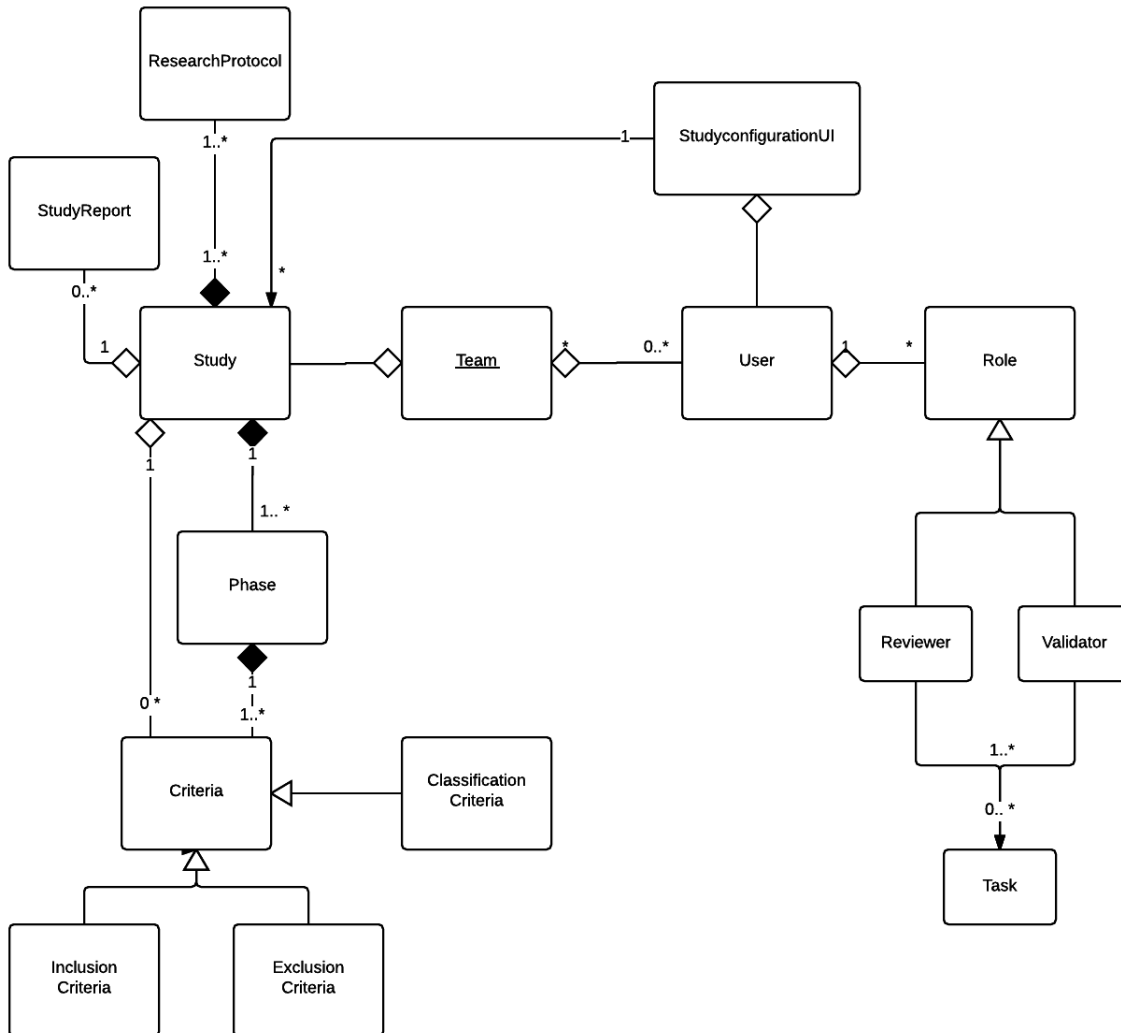 ResearchProtocol
1..*
StudyconfigurationUI
1
StudyReport
1..*
*
0..*
1
Study
Team
*
0..*
User
1
*
Role
1
1
1.. *
Phase
Reviewer
Validator
1
0 *
1..*
1..*
Criteria
Classification
Criteria
0.. *
Task
Inclusion
Criteria
Exclusion
Criteria